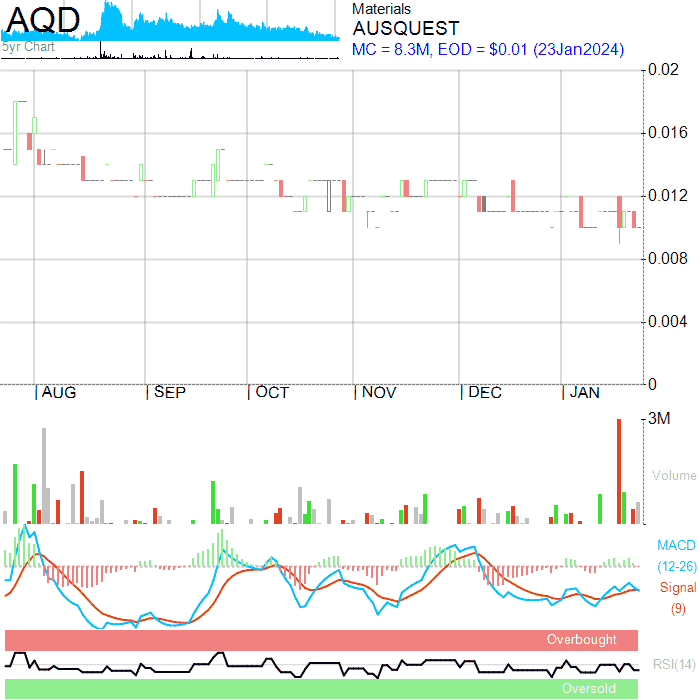 AQD
5yr Chart
Materials
AUSQUEST
MC = 8.3M, EOD = $0.01 (23Jan2024)
0.02
0.016
0.012
0.008
0.004
0
AUG
SEP
OCT
NOV
DEC
JAN
3M
Volume
MACD
(12-26)
Signal
(9)
Overbought
RSI(14)
Oversold